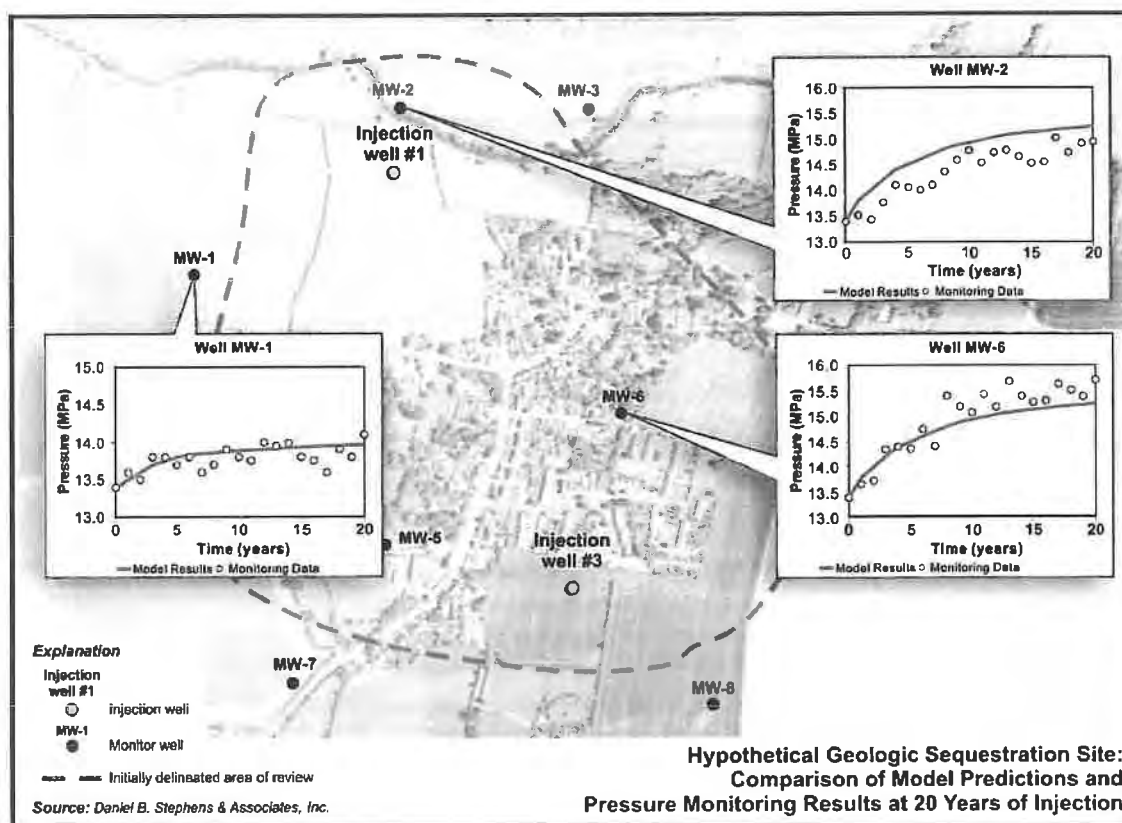 MW-2
MW-3
Injection
well #1
MW-1
MW-6
MW-5
Injection
well #3
MW-7
MW-8
Well MW-2
Pressure (MPa)
16.0
15.5
15.0
14.5
14.0
13.5
13.0
0 5 10 15 20
Time (years)
Model Results Monitoring Data
Well MW-1
Pressure (MPa)
15.0
14.5
14.0
13.5
13.0
0 5 10 15 20
Time (years)
Model Results Monitoring Data
Well MW-6
Pressure (MPa)
16.0
15.5
15.0
14.5
14.0
13.5
13.0
0 5 10 15 20
Time (years)
Model Results Monitoring Data
Explanation
Injection
well #1
injection well
MW-1
Monitor well
Initially delineated area of review
Source: Daniel B. Stephens & Associates, Inc.
Hypothetical Geologic Sequestration Site:
Comparison of Model Predictions and
Pressure Monitoring Results at 20 Years of Injection